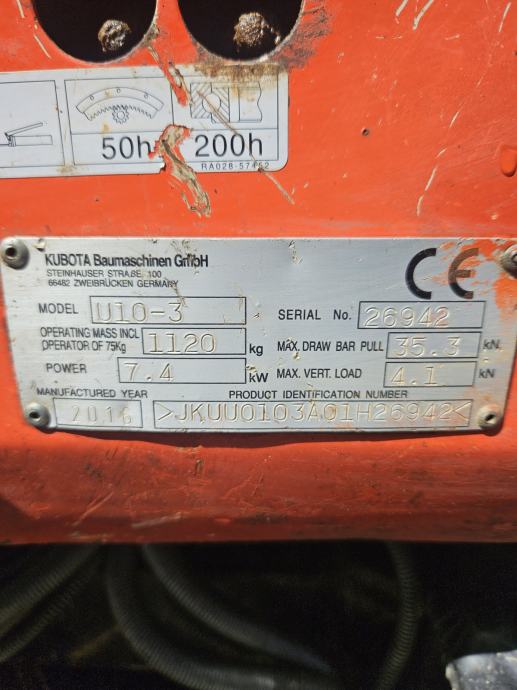 50h 200h
RA028-57452
KUBOTA Baumaschinen GmbH
STEINHAUSER STRAßE 100
66482 ZWEIBRÜCKEN GERMANY
CE
MODEL U10-3 SERIAL No. 26942
OPERATING MASS INCL OPERATOR OF 75Kg 1120 kg MAX. DRAW BAR PULL 35.3 kN
POWER 7.4 kW MAX. VERT. LOAD 4.1 kN
MANUFACTURED YEAR PRODUCT IDENTIFICATION NUMBER
2016 >JKUU0103A01H26942<